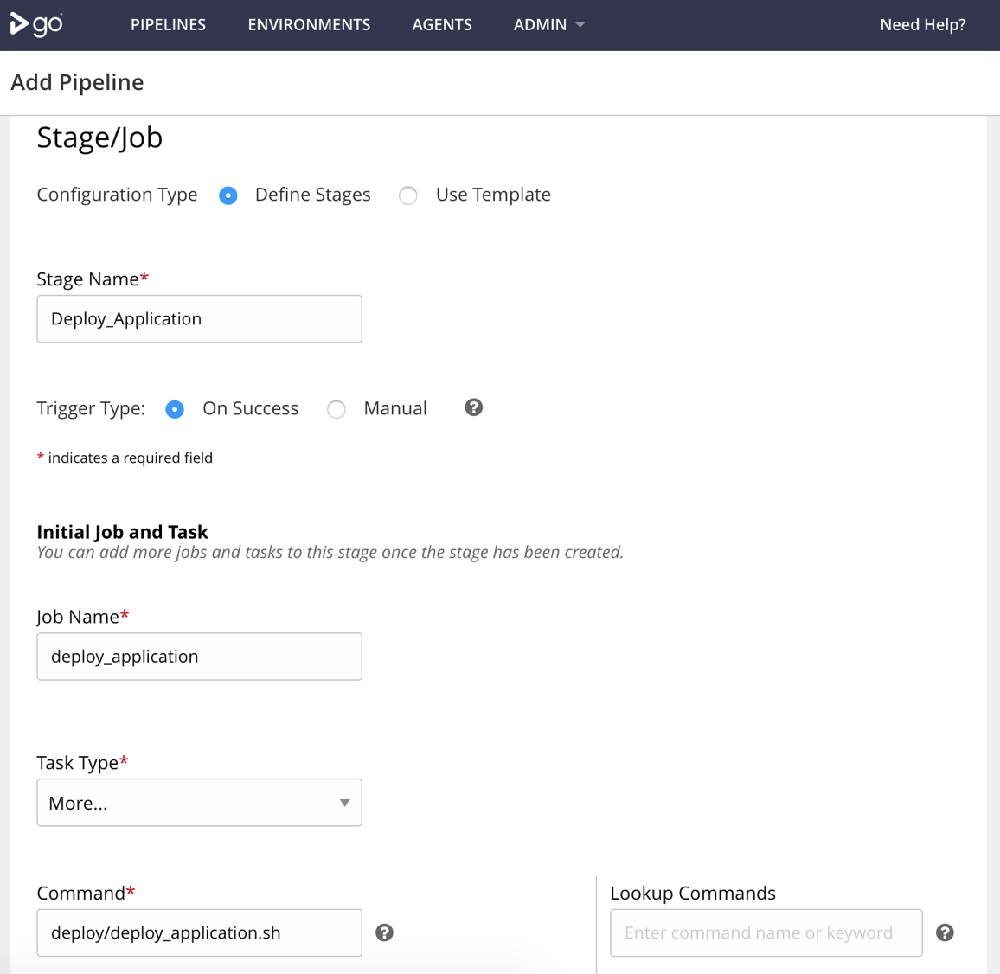 go PIPELINES ENVIRONMENTS AGENTS ADMIN Need Help?
Add Pipeline
Stage/Job
Configuration Type Define Stages Use Template
Stage Name*
Deploy_Application
Trigger Type: On Success Manual ?
* indicates a required field
Initial Job and Task
You can add more jobs and tasks to this stage once the stage has been created.
Job Name*
deploy_application
Task Type*
More...
Command*
deploy/deploy_application.sh ?
Lookup Commands
Enter command name or keyword ?